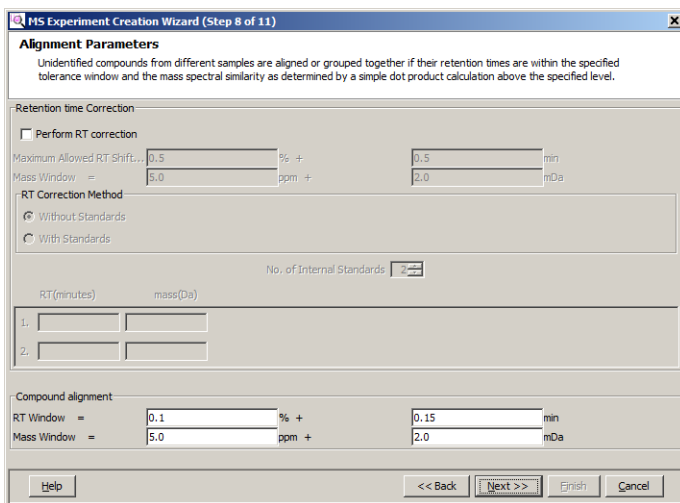 MS Experiment Creation Wizard (Step 8 of 11)
Alignment Parameters
Unidentified compounds from different samples are aligned or grouped together if their retention times are within the specified
tolerance window and the mass spectral similarity as determined by a simple dot product calculation above the specified level.
Retention time Correction
Perform RT correction
Maximum Allowed RT Shift... 0.5 % + 0.5 min
Mass Window = 5.0 ppm + 2.0 mDa
RT Correction Method
Without Standards
With Standards
No. of Internal Standards 2
RT(minutes) mass(Da)
1.
2.
Compound alignment
RT Window = 0.1 % + 0.15 min
Mass Window = 5.0 ppm + 2.0 mDa
Help << Back Next >> Finish Cancel